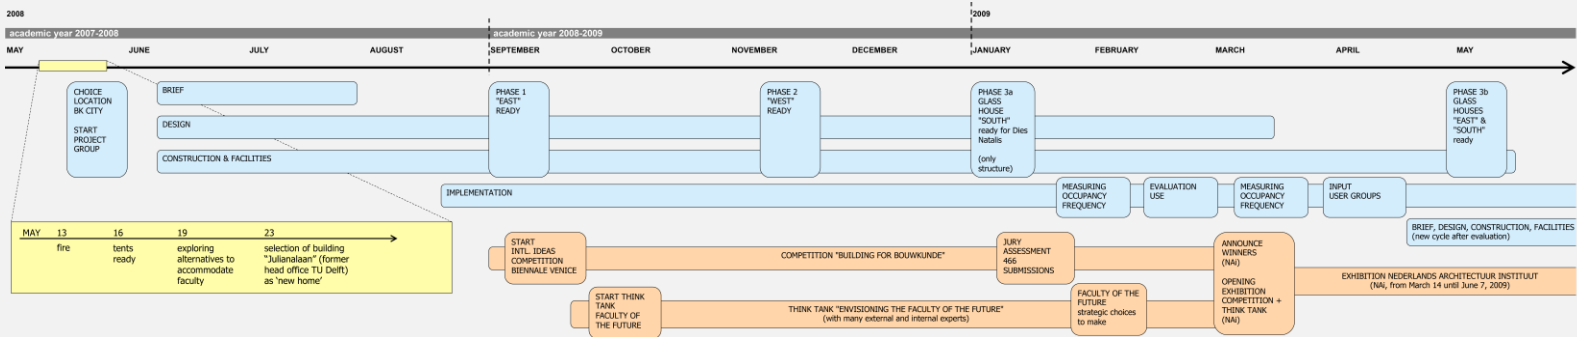 2008
2009
academic year 2007-2008
academic year 2008-2009
MAY
JUNE
JULY
AUGUST
SEPTEMBER
OCTOBER
NOVEMBER
DECEMBER
JANUARY
FEBRUARY
MARCH
APRIL
MAY
CHOICE
LOCATION
BK CITY
START
PROJECT
GROUP
BRIEF
DESIGN
CONSTRUCTION & FACILITIES
PHASE 1
"EAST"
READY
PHASE 2
"WEST"
READY
PHASE 3a
GLASS
HOUSE
"SOUTH"
ready for Dies
Natalis
(only
structure)
PHASE 3b
GLASS
HOUSES
"EAST" &
"SOUTH"
ready
IMPLEMENTATION
MEASURING
OCCUPANCY
FREQUENCY
EVALUATION
USE
MEASURING
OCCUPANCY
FREQUENCY
INPUT
USER GROUPS
BRIEF, DESIGN, CONSTRUCTION, FACILITIES
(new cycle after evaluation)
MAY
13
16
19
23
fire
tents
ready
exploring
alternatives to
accommodate
faculty
selection of building
"Julianalaan" (former
head office TU Delft)
as 'new home'
START
INTL. IDEAS
COMPETITION
BIENNALE VENICE
COMPETITION "BUILDING FOR BOUWKUNDE"
JURY
ASSESSMENT
466
SUBMISSIONS
ANNOUNCE
WINNERS
(NAi)
OPENING
EXHIBITION
COMPETITION +
THINK TANK
(NAi)
EXHIBITION NEDERLANDS ARCHITECTUUR INSTITUUT
(NAi, from March 14 until June 7, 2009)
START THINK
TANK
FACULTY OF
THE FUTURE
THINK TANK "ENVISIONING THE FACULTY OF THE FUTURE"
(with many external and internal experts)
FACULTY OF THE
FUTURE
strategic choices
to make